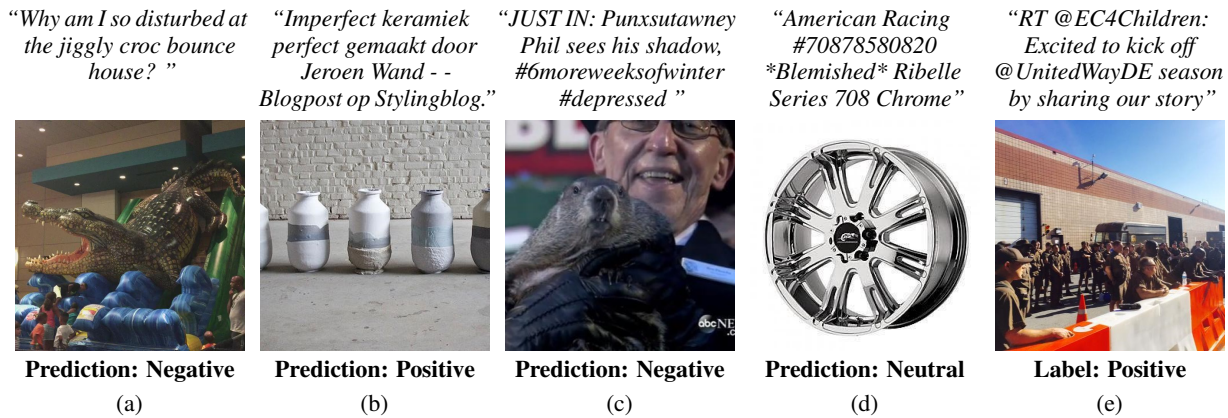 “Why am I so disturbed at
the jiggly croc bounce
house? ”
“Imperfect keramiek
perfect gemaakt door
Jeroen Wand - -
Blogpost op Stylingblog.”
“JUST IN: Punxsutawney
Phil sees his shadow,
#6moreweeksofwinter
#depressed ”
“American Racing
#70878580820
*Blemished* Ribelle
Series 708 Chrome”
“RT @EC4Children:
Excited to kick off
@UnitedWayDE season
by sharing our story”
abcNE
.c
Prediction: Negative
Prediction: Positive
Prediction: Negative
Prediction: Neutral
Label: Positive
(a)
(b)
(c)
(d)
(e)